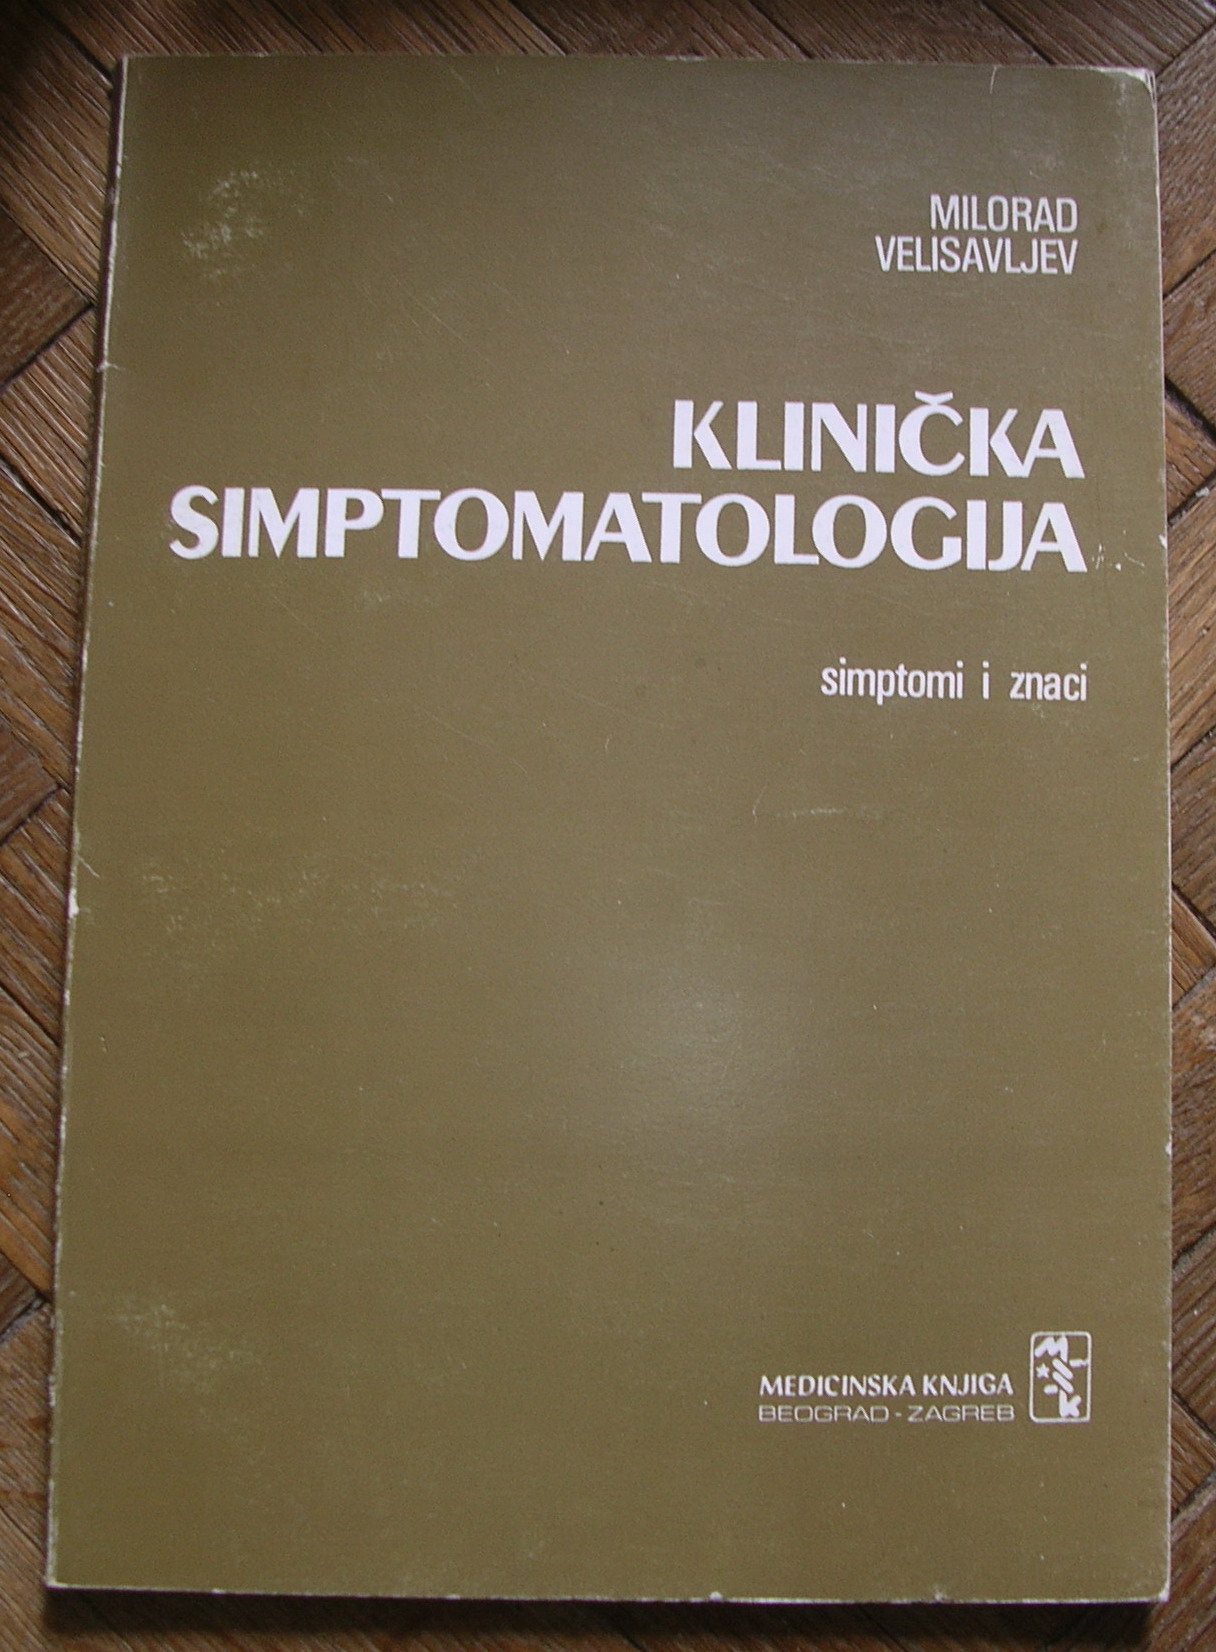 MILORAD
VELISAVLJEV
KLINIČKA
SIMPTOMATOLOGIJA
simptomi i znaci
MEDICINSKA KNJIGA
BEOGRAD - ZAGREB
M
K